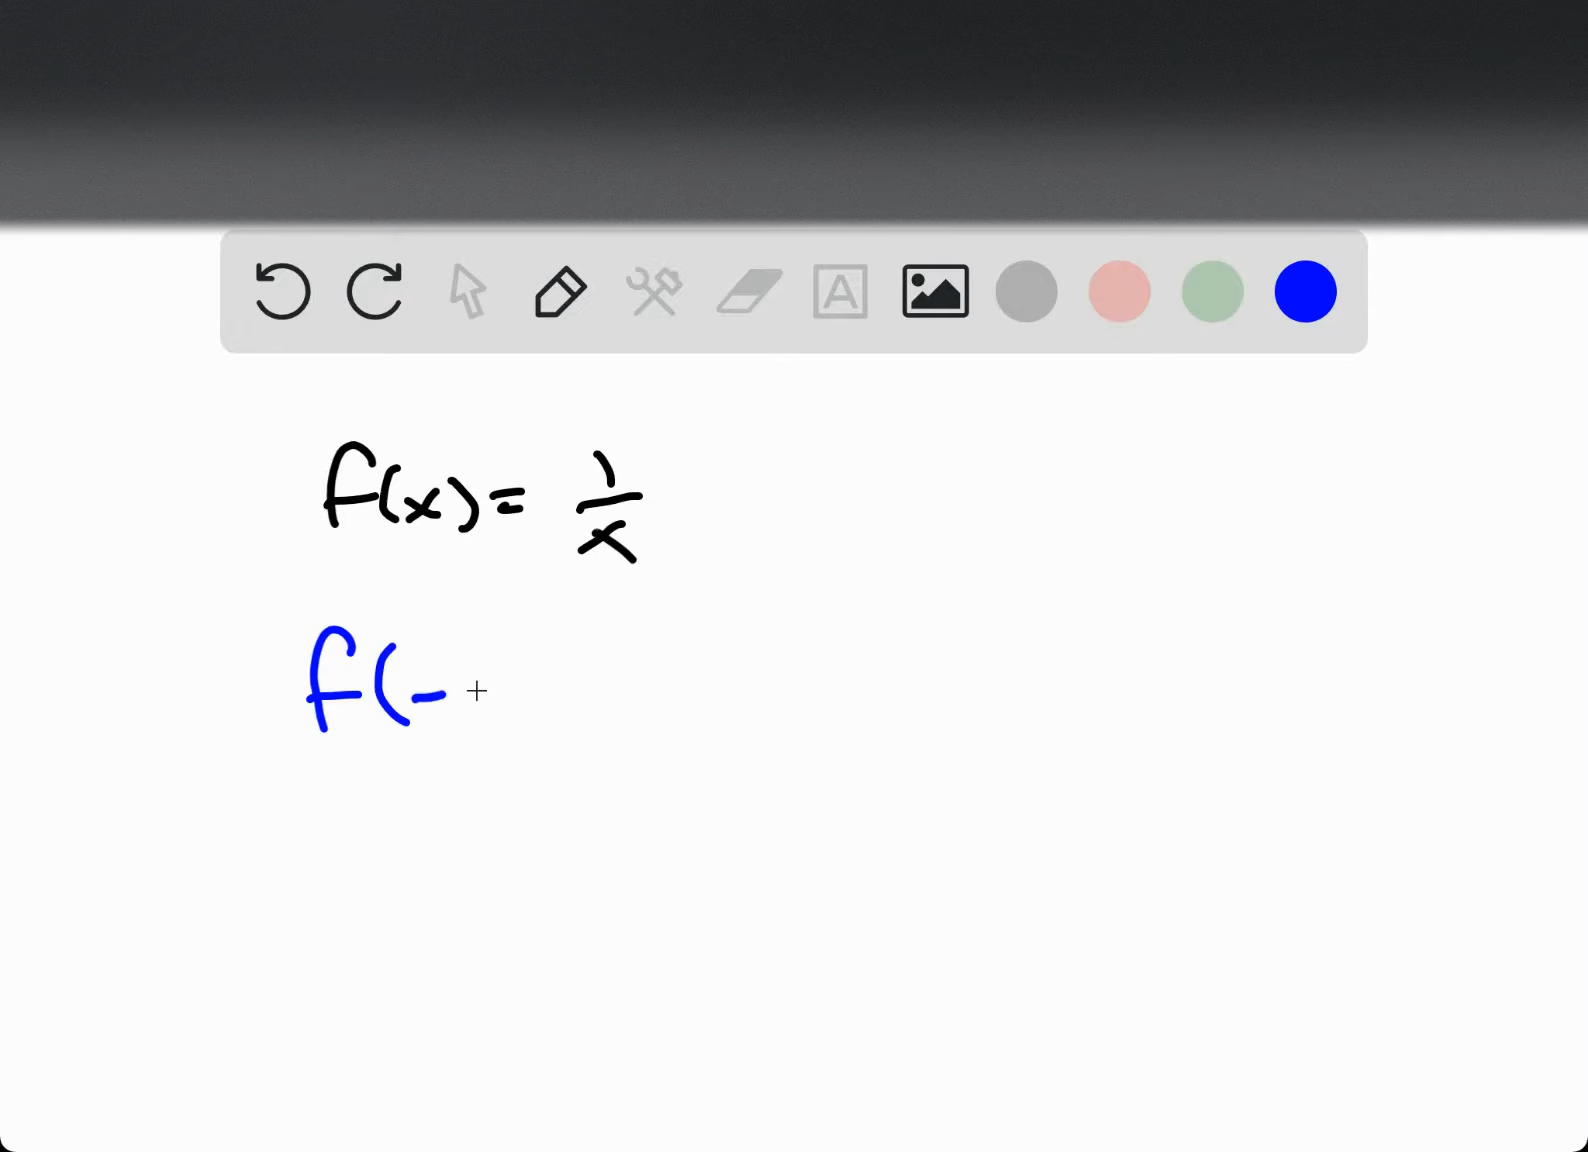 A
f(x) = 1/x
f(-